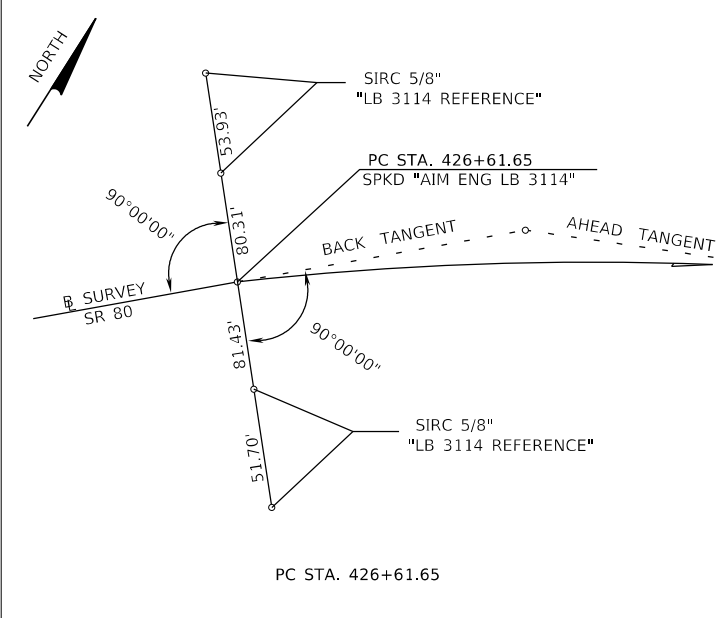 NORTH
SIRC 5/8"
"LB 3114 REFERENCE"
53.93'
PC STA. 426+61.65
SPKD "AIM ENG LB 3114"
90°00'00"
80.31'
BACK TANGENT
AHEAD TANGENT
BL SURVEY
SR 80
81.43'
90°00'00"
SIRC 5/8"
"LB 3114 REFERENCE"
51.70'
PC STA. 426+61.65